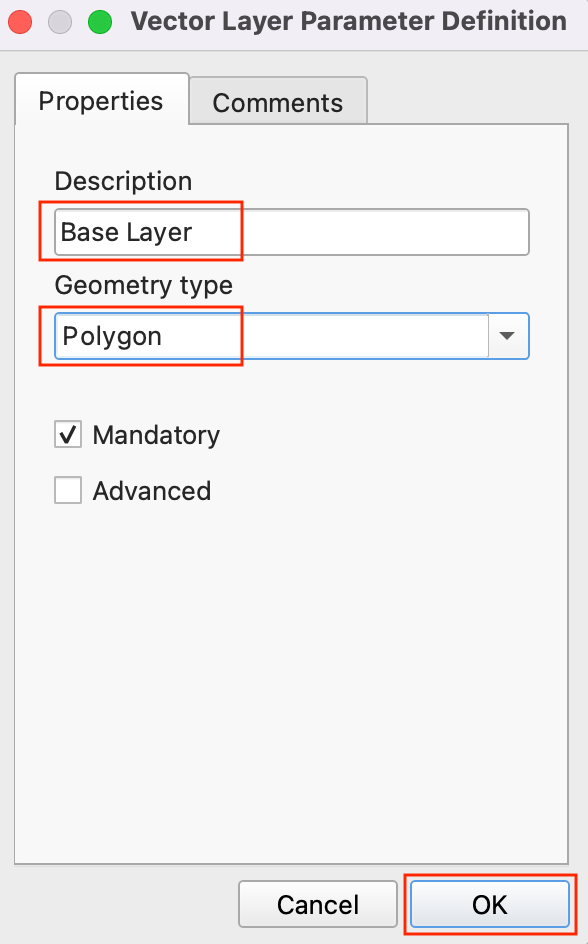 Vector Layer Parameter Definition
Properties
Comments
Description
Base Layer
Geometry type
Polygon
Mandatory
Advanced
Cancel
OK